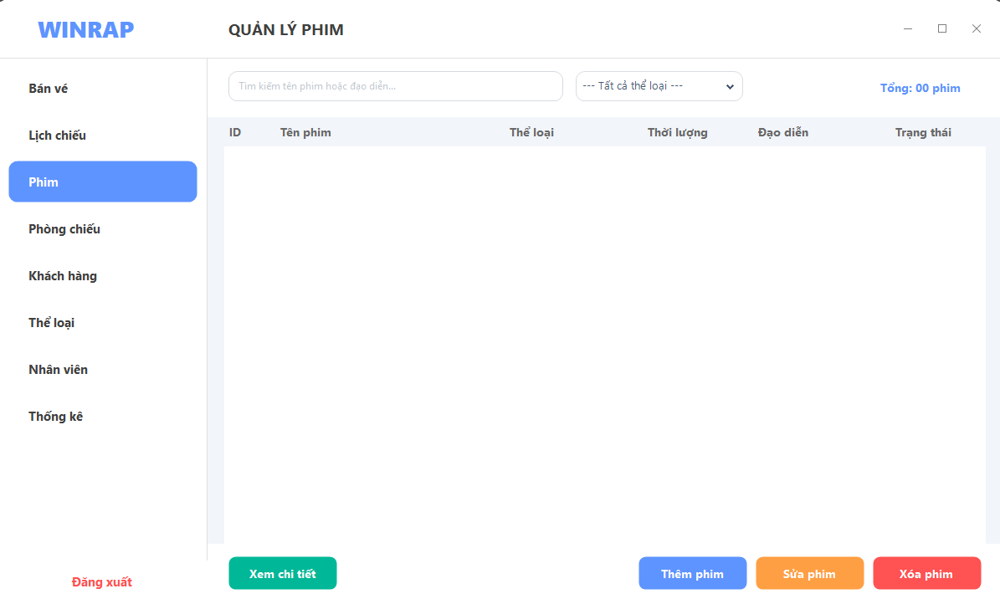 WINRAP
QUẢN LÝ PHIM
Bán vé
Lịch chiếu
Phim
Phòng chiếu
Khách hàng
Thể loại
Nhân viên
Thống kê
Đăng xuất
Tìm kiếm tên phim hoặc đạo diễn...
--- Tất cả thể loại ---
Tổng: 00 phim
ID Tên phim Thể loại Thời lượng Đạo diễn Trạng thái
Xem chi tiết
Thêm phim
Sửa phim
Xóa phim